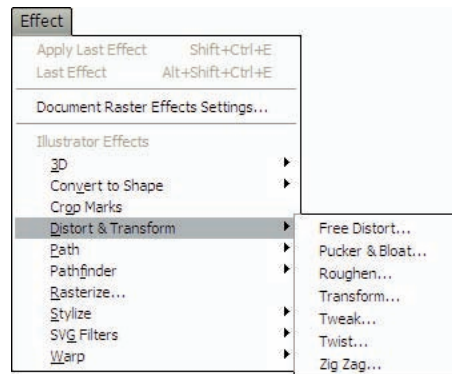 Effect
Apply Last Effect Shift+Ctrl+E
Last Effect Alt+Shift+Ctrl+E
Document Raster Effects Settings...
Illustrator Effects
3D
Convert to Shape
Crop Marks
Distort & Transform
Path
Pathfinder
Rasterize...
Stylize
SVG Filters
Warp
Free Distort...
Pucker & Bloat...
Roughen...
Transform...
Tweak...
Twist...
Zig Zag...